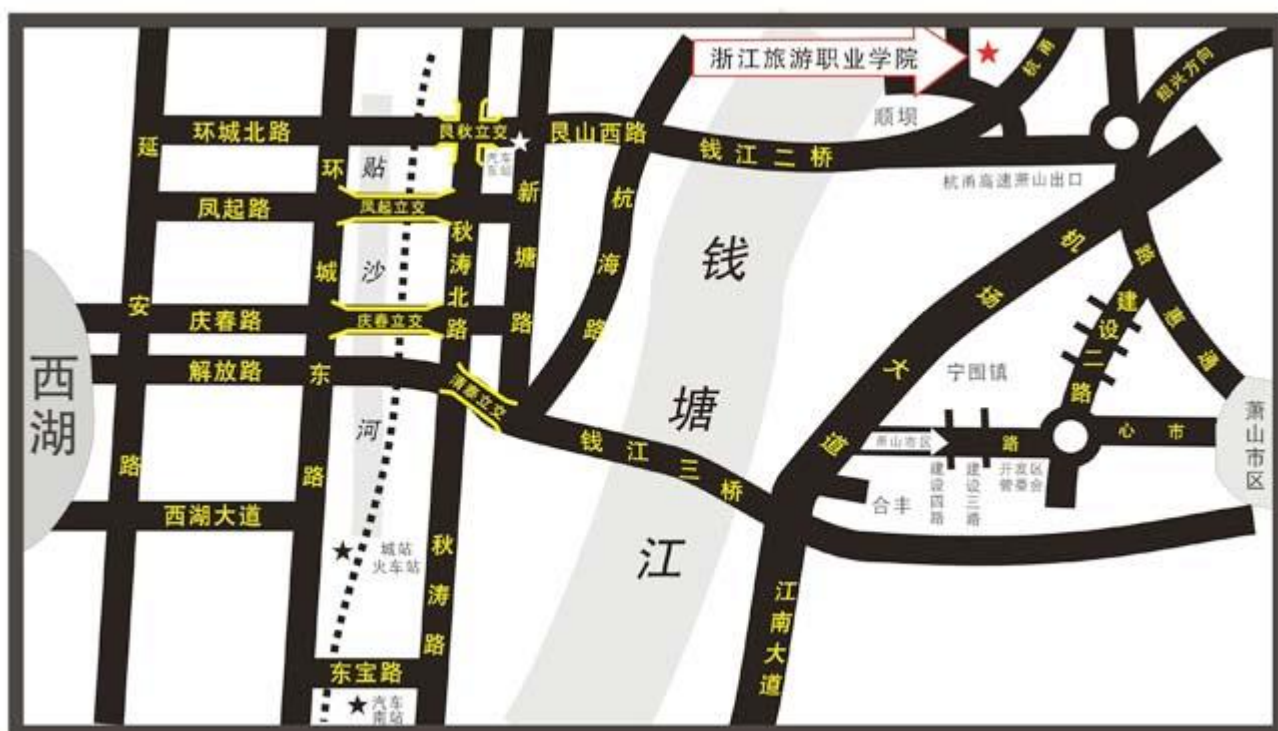 浙江旅游职业学院
杭甬
绍兴方向
顺坝
环城北路
艮秋立交
艮山西路
钱江二桥
汽车
东站
杭甬高速萧山出口
延安路
环城东路
贴沙河
新塘路
杭海路
凤起路
凤起立交
秋涛北路
钱塘江
机场大道
通惠路
建设二路
庆春路
庆春立交
西湖
解放路
清泰立交
宁围镇
萧山市区
萧山市区
市心路
钱江三桥
建设四路
建设三路
开发区
管委会
合丰
西湖大道
城站
火车站
秋涛路
江南大道
东宝路
汽车
南站